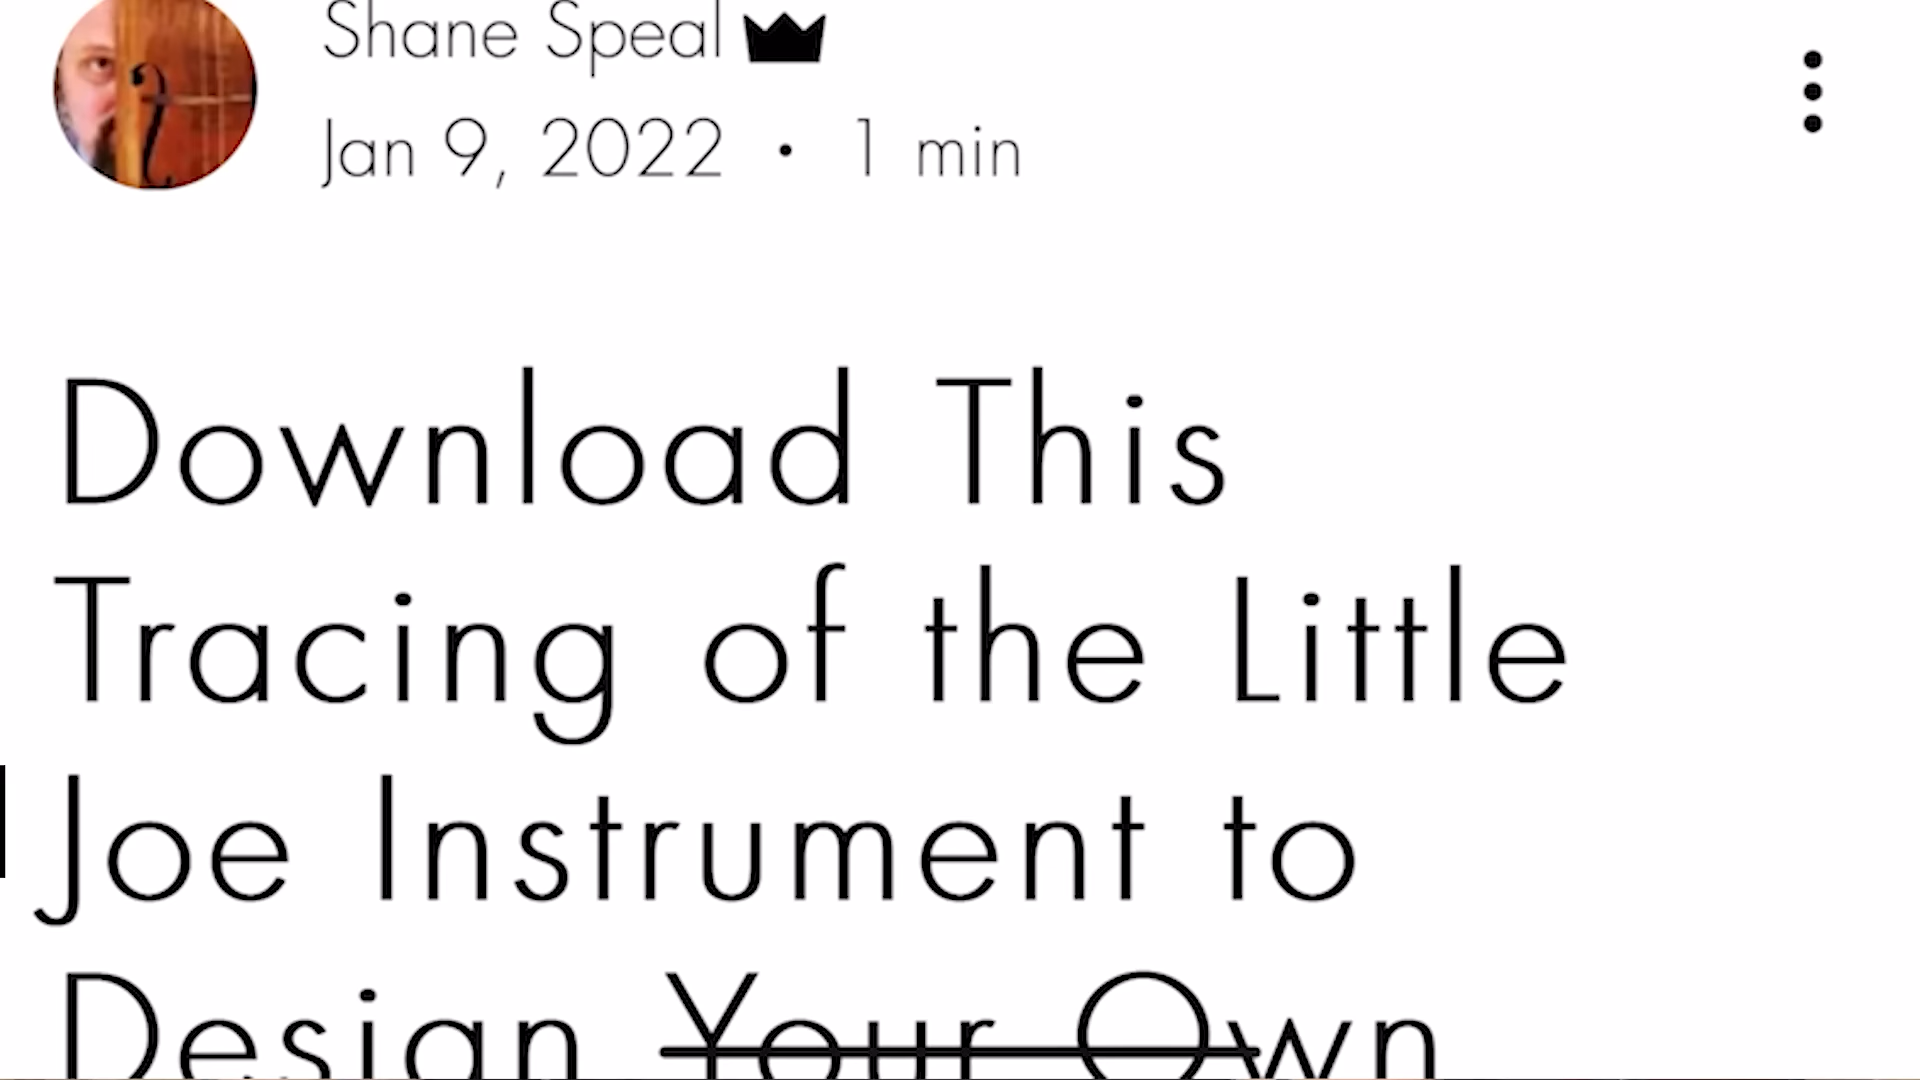 Shane Speal
Jan 9, 2022 • 1 min
Download This
Tracing of the Little
Joe Instrument to
Design Your Own